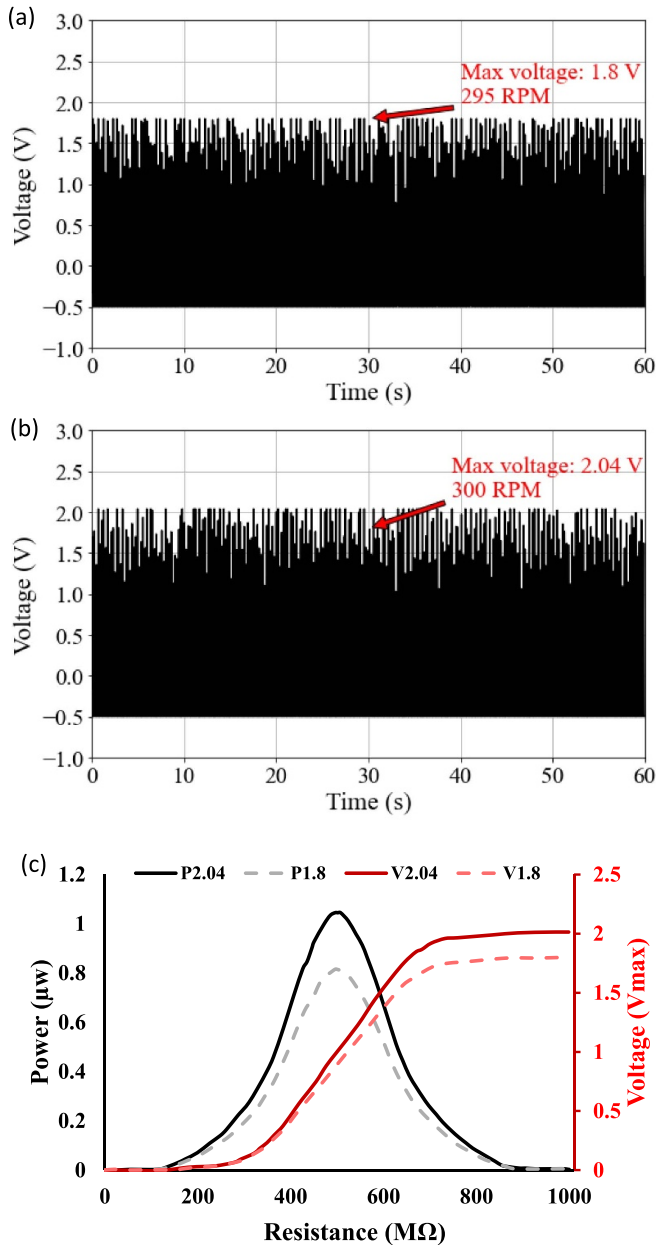 (a)
3.0
2.5
2.0
1.5
1.0
0.5
0.0
−0.5
−1.0
Voltage (V)
Max voltage: 1.8 V
295 RPM
0 10 20 30 40 50 60
Time (s)
(b)
3.0
2.5
2.0
1.5
1.0
0.5
0.0
−0.5
−1.0
Voltage (V)
Max voltage: 2.04 V
300 RPM
0 10 20 30 40 50 60
Time (s)
(c)
P2.04 P1.8 V2.04 V1.8
1.2
1
0.8
0.6
0.4
0.2
0
Power (μw)
2.5
2
1.5
1
0.5
0
Voltage (Vmax)
0 200 400 600 800 1000
Resistance (MΩ)